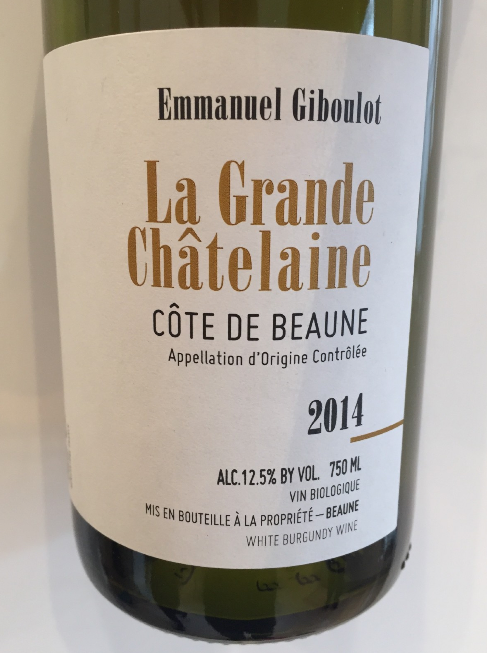 Emmanuel Giboulot
La Grande
Châtelaine
CÔTE DE BEAUNE
Appellation d'Origine Contrôlée
2014
ALC.12.5% BY VOL. 750 ML
VIN BIOLOGIQUE
MIS EN BOUTEILLE À LA PROPRIÉTÉ – BEAUNE
WHITE BURGUNDY WINE